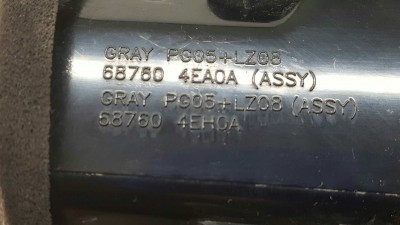 GRAY PG05+LZ08
68760 4EA0A (ASSY)
GRAY PG05+LZ08 (ASSY)
68760 4EH0A